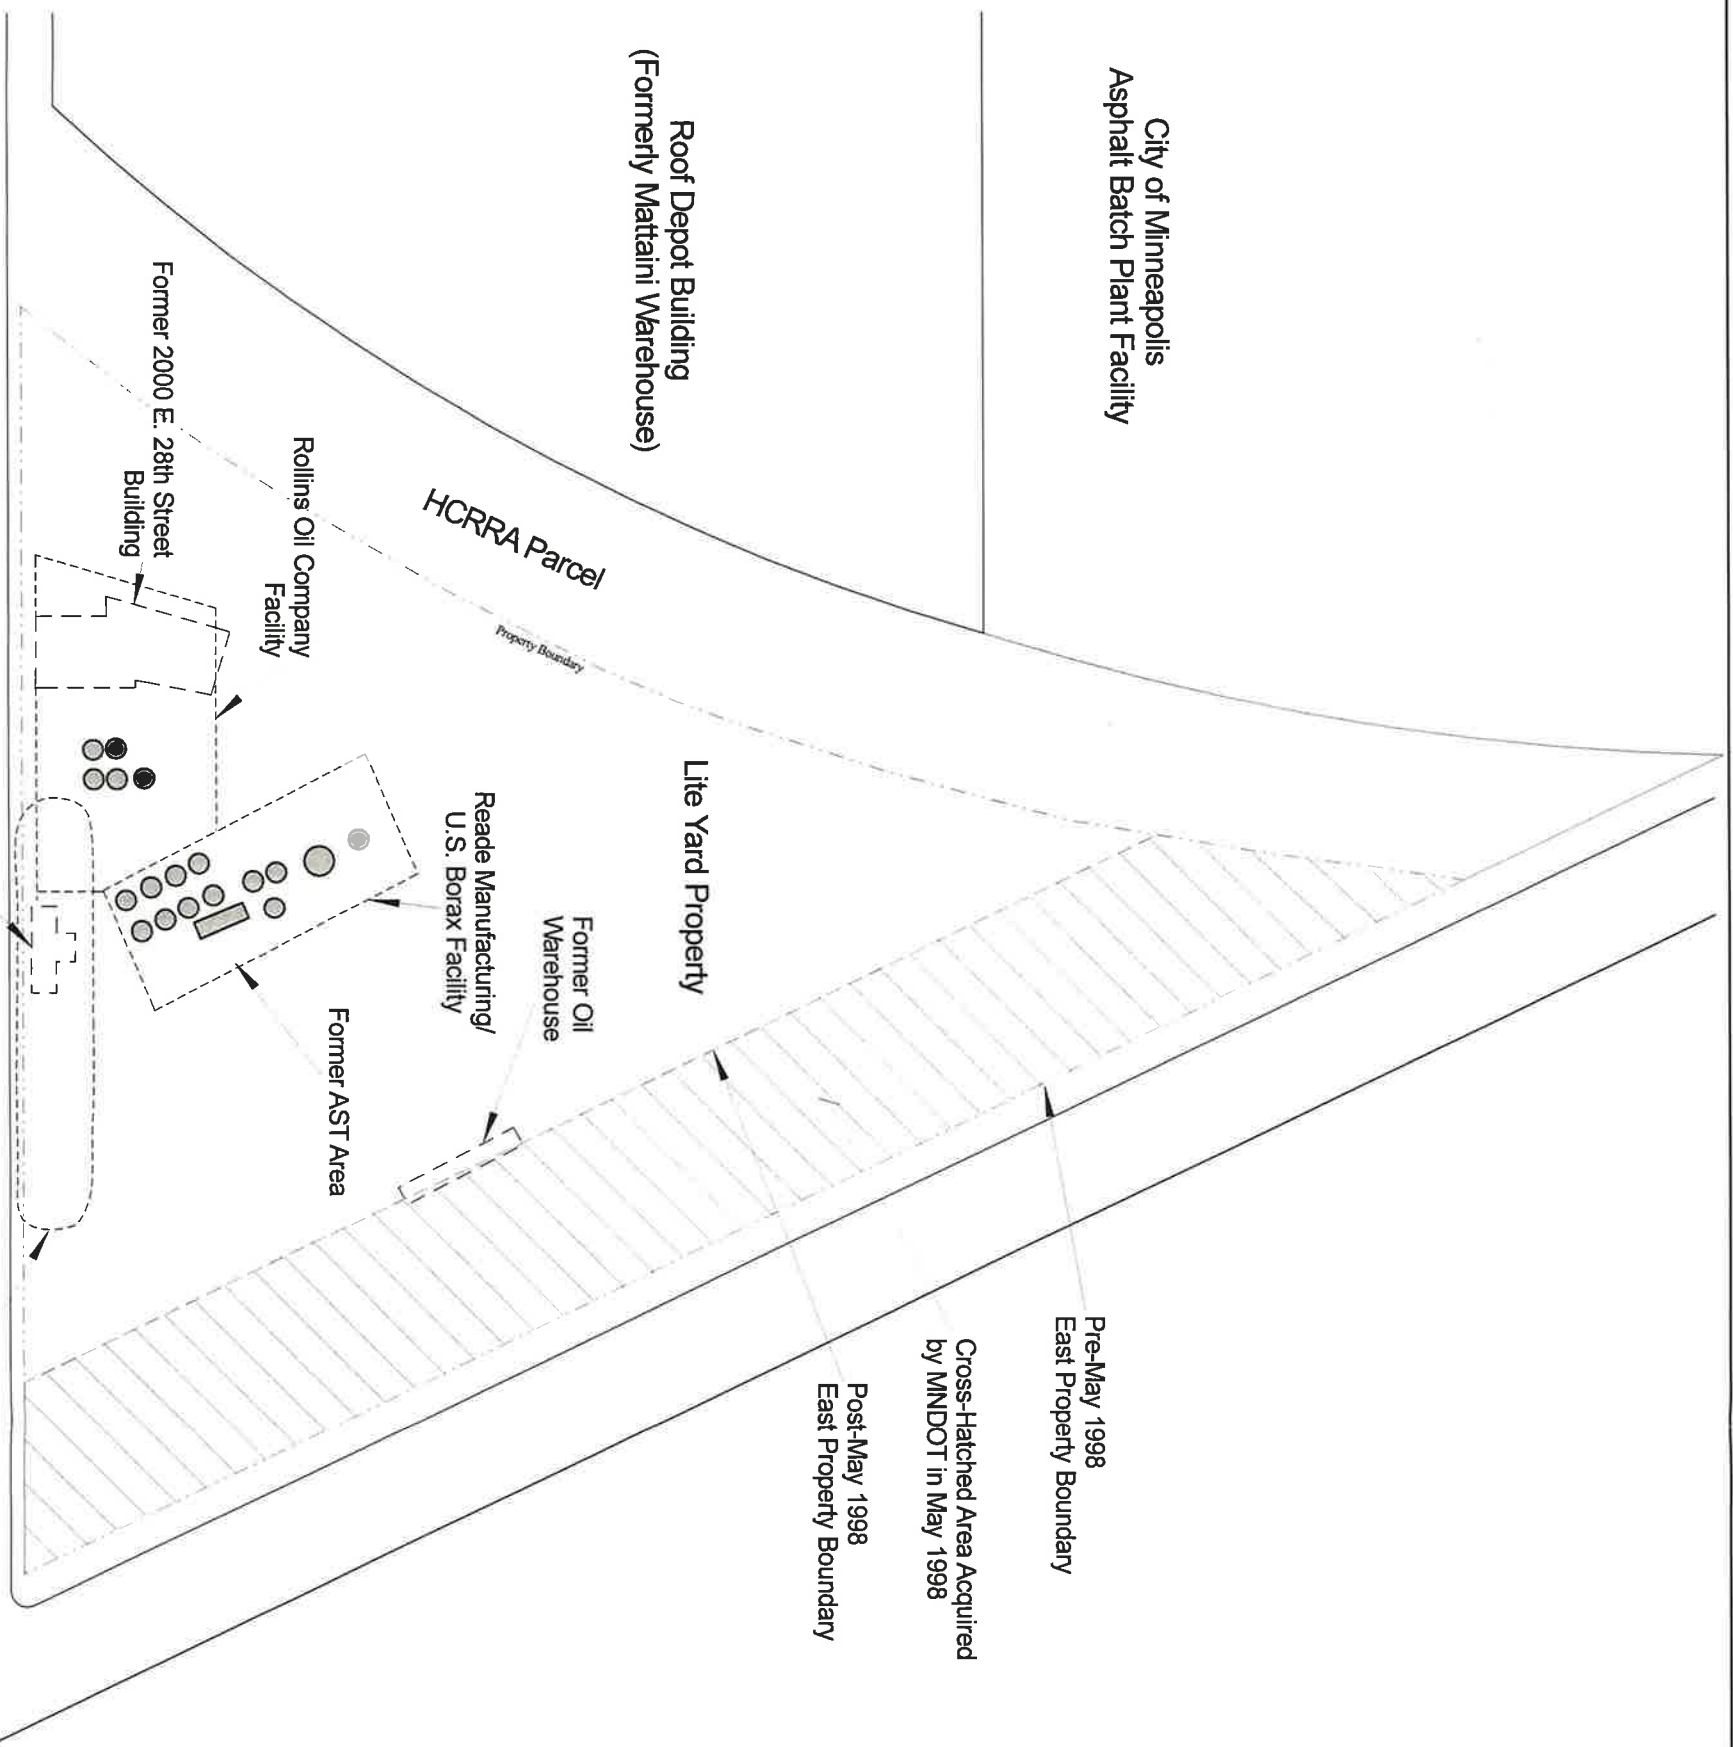 City of Minneapolis
Asphalt Batch Plant Facility
Roof Depot Building
(Formerly Mattaini Warehouse)
HCRRA Parcel
Property Boundary
Lite Yard Property
Former 2000 E. 28th Street
Building
Rollins Oil Company
Facility
Reade Manufacturing/
U.S. Borax Facility
Former Oil
Warehouse
Former AST Area
Pre-May 1998
East Property Boundary
Cross-Hatched Area Acquired
by MNDOT in May 1998
Post-May 1998
East Property Boundary